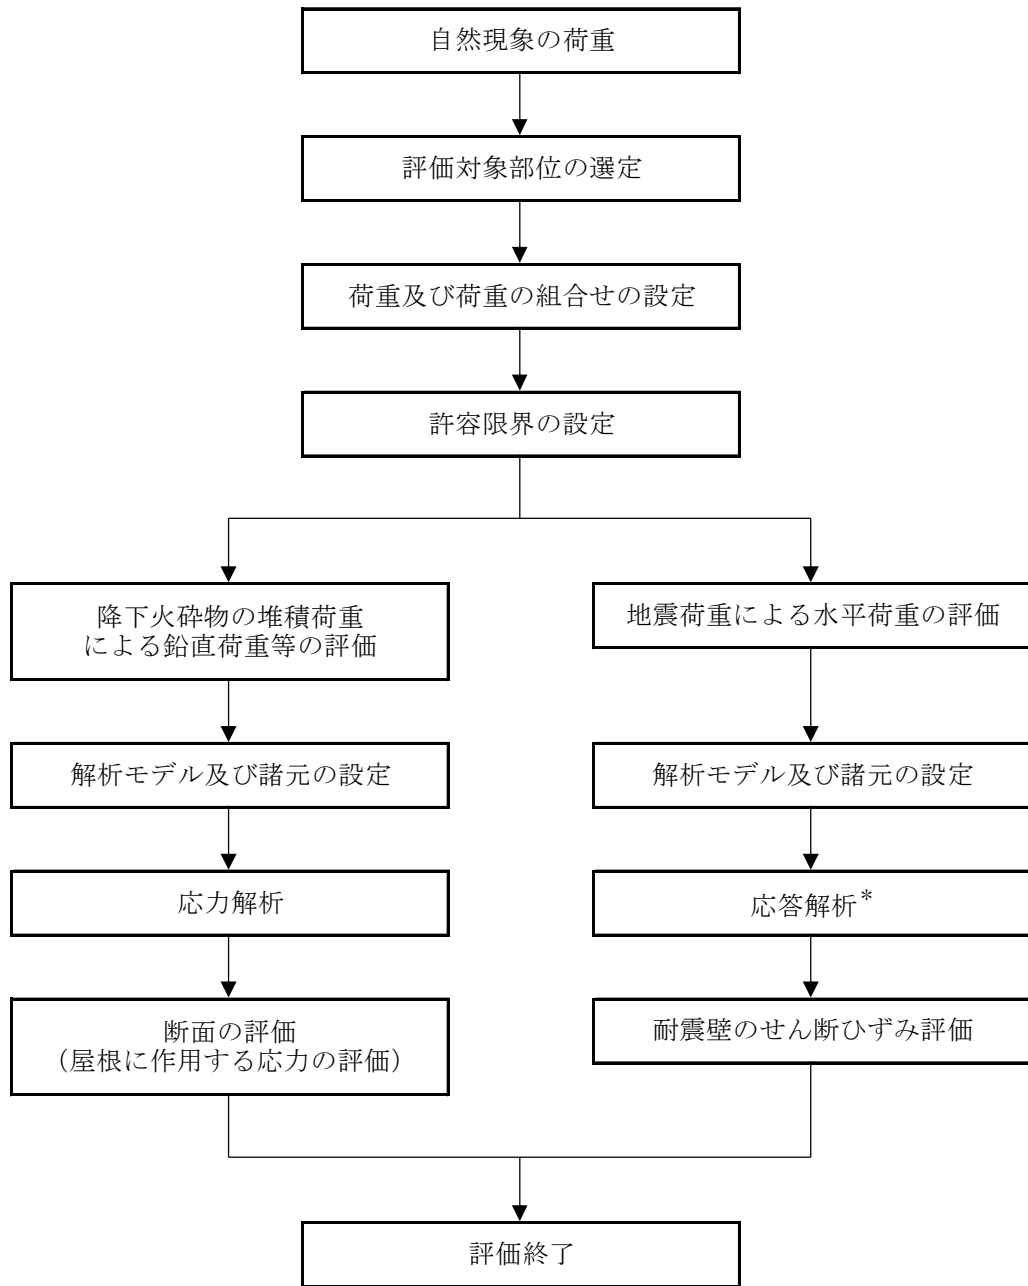 自然現象の荷重
評価対象部位の選定
荷重及び荷重の組合せの設定
許容限界の設定
降下火砕物の堆積荷重
による鉛直荷重等の評価
解析モデル及び諸元の設定
応力解析
断面の評価
（屋根に作用する応力の評価）
地震荷重による水平荷重の評価
解析モデル及び諸元の設定
応答解析*
耐震壁のせん断ひずみ評価
評価終了